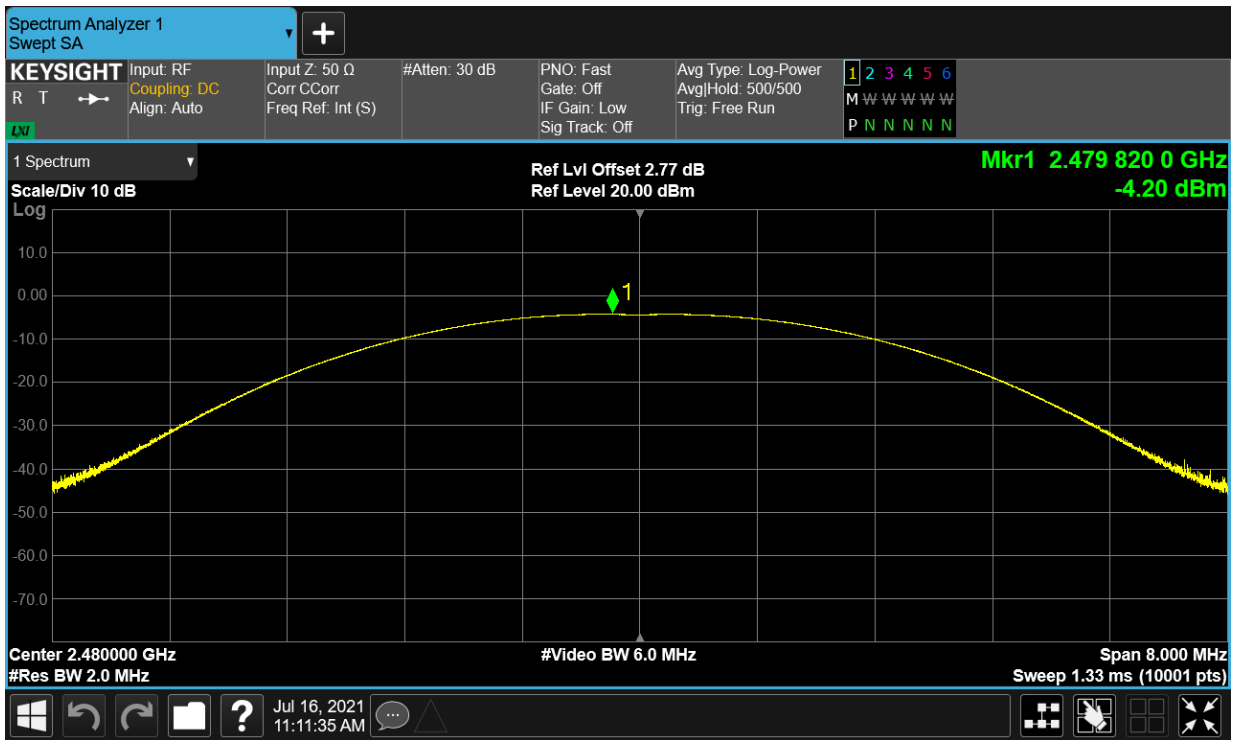 Spectrum Analyzer 1
Swept SA
KEYSIGHT
R T
LXI
Input: RF
Coupling: DC
Align: Auto
Input Z: 50 Ω
Corr CCorr
Freq Ref: Int (S)
#Atten: 30 dB
PNO: Fast
Gate: Off
IF Gain: Low
Sig Track: Off
Avg Type: Log-Power
Avg|Hold: 500/500
Trig: Free Run
1 2 3 4 5 6
M W W W W W
P N N N N N
1 Spectrum
Scale/Div 10 dB
Log
Ref Lvl Offset 2.77 dB
Ref Level 20.00 dBm
Mkr1 2.479 820 0 GHz
-4.20 dBm
1
10.0
0.00
-10.0
-20.0
-30.0
-40.0
-50.0
-60.0
-70.0
Center 2.480000 GHz
#Res BW 2.0 MHz
#Video BW 6.0 MHz
Span 8.000 MHz
Sweep 1.33 ms (10001 pts)
?
Jul 16, 2021
11:11:35 AM